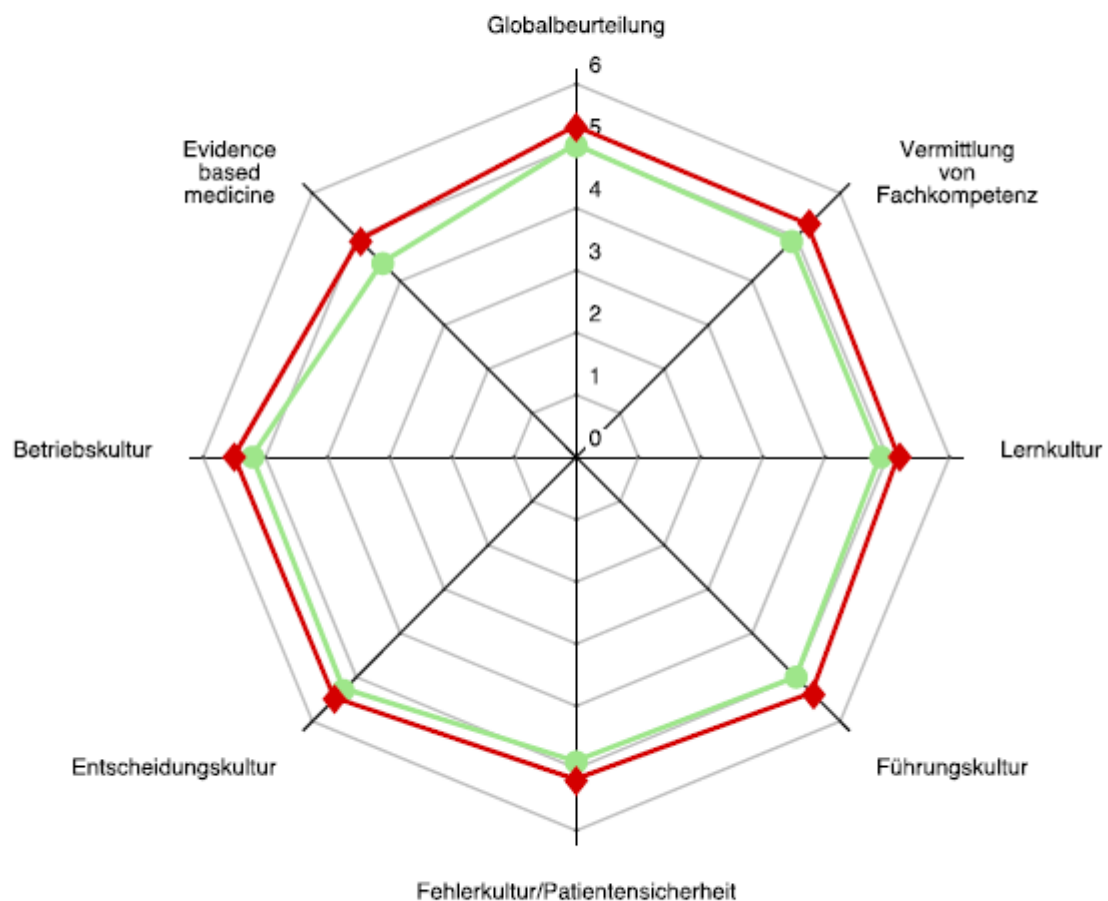 Globalbeurteilung
6
5
4
3
2
1
0
Vermittlung
von
Fachkompetenz
Lernkultur
Führungskultur
Fehlerkultur/Patientensicherheit
Entscheidungskultur
Betriebskultur
Evidence
based
medicine